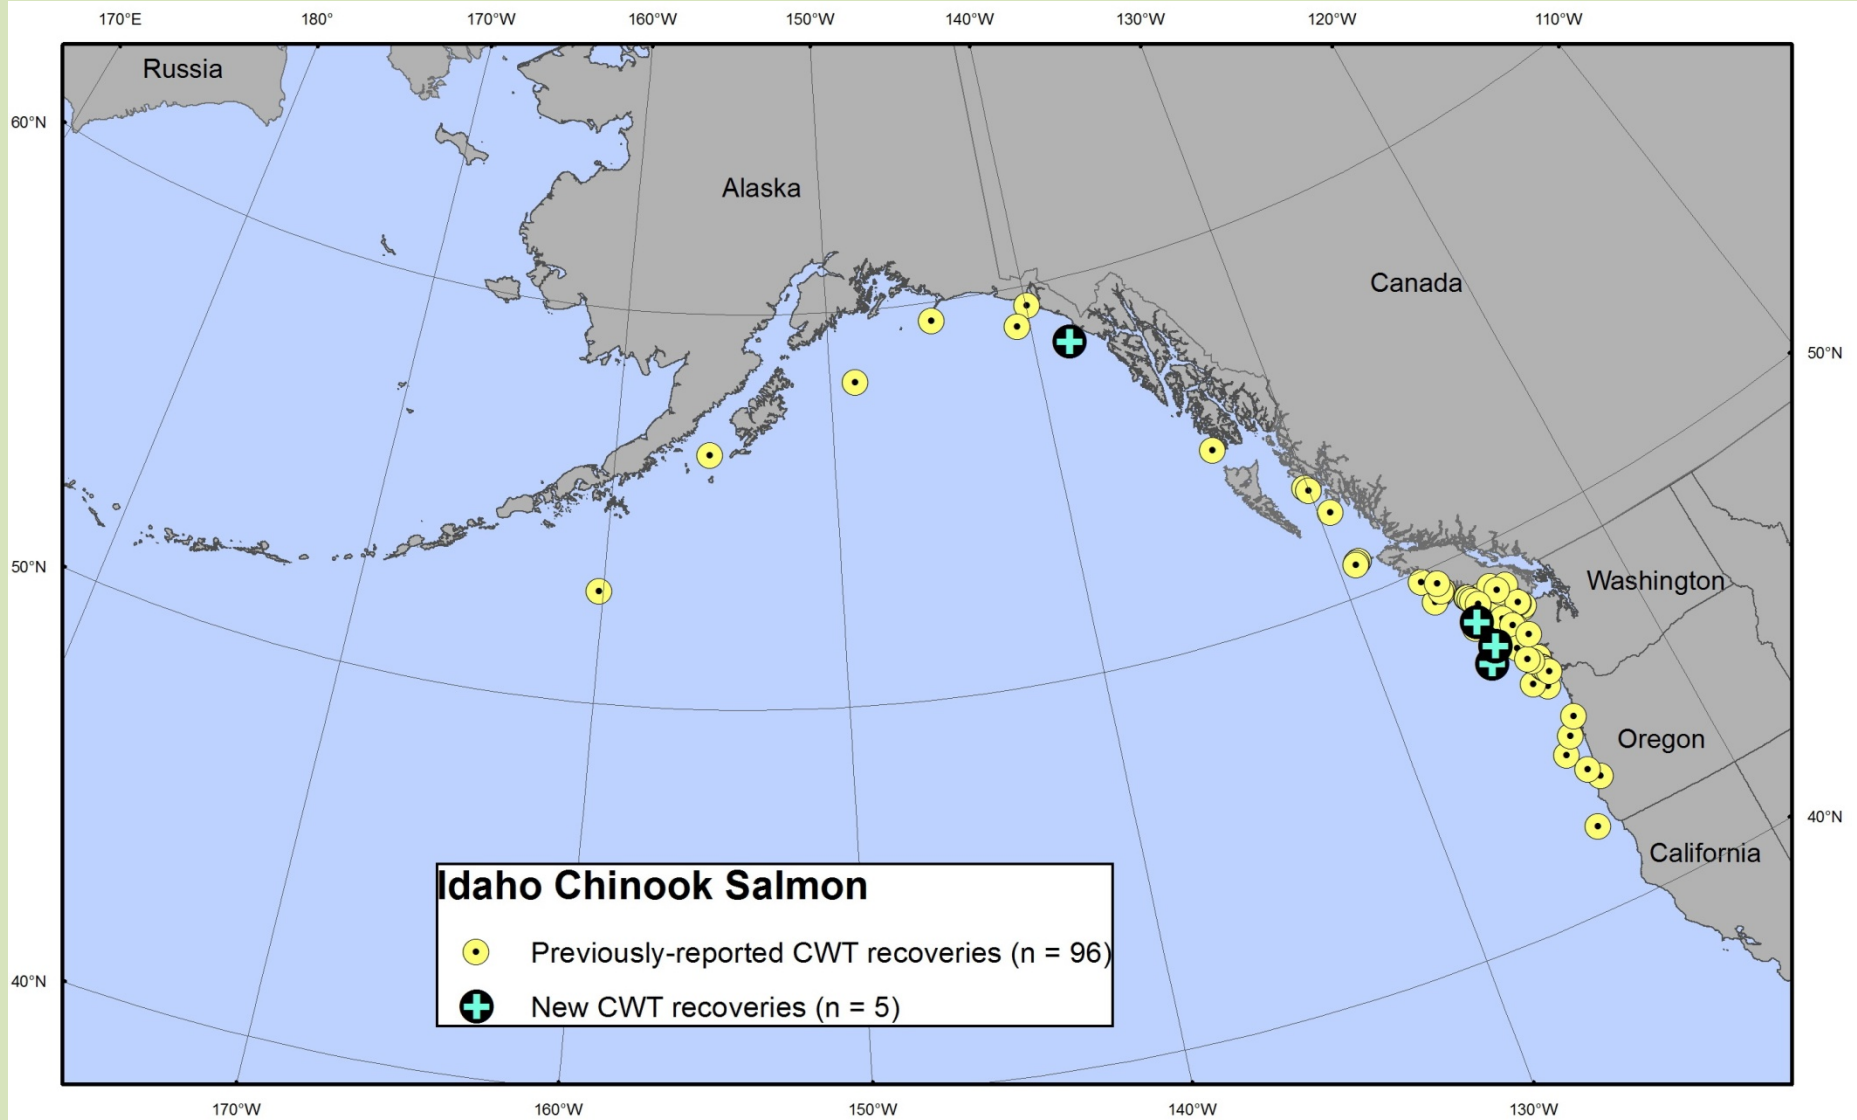 170°E 180° 170°W 160°W 150°W 140°W 130°W 120°W 110°W
Russia
60°N
Alaska
Canada
50°N
50°N
Washington
Oregon
40°N
California
Idaho Chinook Salmon
Previously-reported CWT recoveries (n = 96)
40°N
New CWT recoveries (n = 5)
170°W 160°W 150°W 140°W 130°W